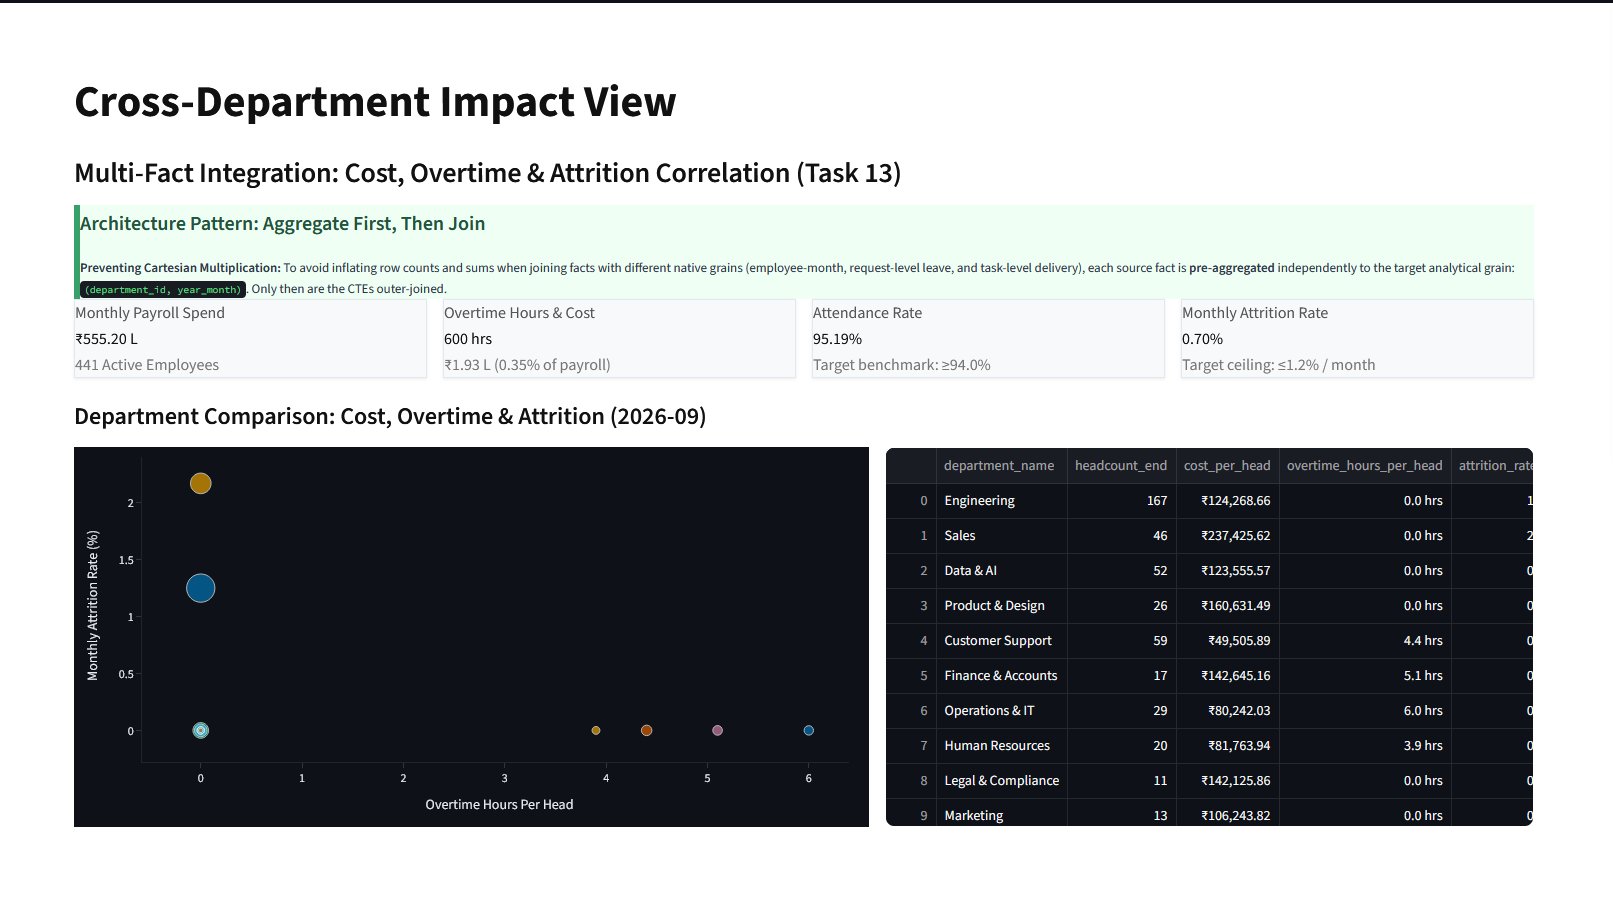 Cross-Department Impact View
Multi-Fact Integration: Cost, Overtime & Attrition Correlation (Task 13)
Architecture Pattern: Aggregate First, Then Join
Preventing Cartesian Multiplication: To avoid inflating row counts and sums when joining facts with different native grains (employee-month, request-level leave, and task-level delivery), each source fact is pre-aggregated independently to the target analytical grain:
(department_id, year_month). Only then are the CTEs outer-joined.
Monthly Payroll Spend
₹555.20 L
441 Active Employees
Overtime Hours & Cost
600 hrs
₹1.93 L (0.35% of payroll)
Attendance Rate
95.19%
Target benchmark: ≥94.0%
Monthly Attrition Rate
0.70%
Target ceiling: ≤1.2% / month
Department Comparison: Cost, Overtime & Attrition (2026-09)
Monthly Attrition Rate (%)
2
1.5
1
0.5
0
0 1 2 3 4 5 6
Overtime Hours Per Head
department_name headcount_end cost_per_head overtime_hours_per_head attrition_rate
0 Engineering 167 ₹124,268.66 0.0 hrs 1
1 Sales 46 ₹237,425.62 0.0 hrs 2
2 Data & AI 52 ₹123,555.57 0.0 hrs 0
3 Product & Design 26 ₹160,631.49 0.0 hrs 0
4 Customer Support 59 ₹49,505.89 4.4 hrs 0
5 Finance & Accounts 17 ₹142,645.16 5.1 hrs 0
6 Operations & IT 29 ₹80,242.03 6.0 hrs 0
7 Human Resources 20 ₹81,763.94 3.9 hrs 0
8 Legal & Compliance 11 ₹142,125.86 0.0 hrs 0
9 Marketing 13 ₹106,243.82 0.0 hrs 0